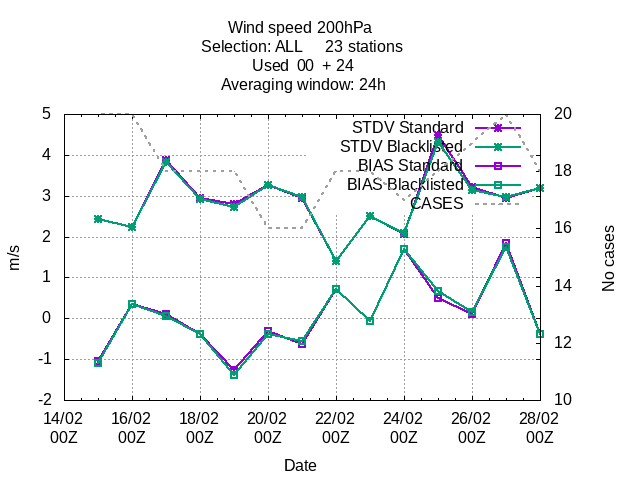 Wind speed 200hPa
Selection: ALL 23 stations
Used 00 + 24
Averaging window: 24h
STDV Standard
STDV Blacklisted
BIAS Standard
BIAS Blacklisted
CASES
5
4
3
2
1
0
-1
-2
m/s
20
18
16
14
12
10
No cases
14/02 16/02 18/02 20/02 22/02 24/02 26/02 28/02
00Z 00Z 00Z 00Z 00Z 00Z 00Z 00Z
Date